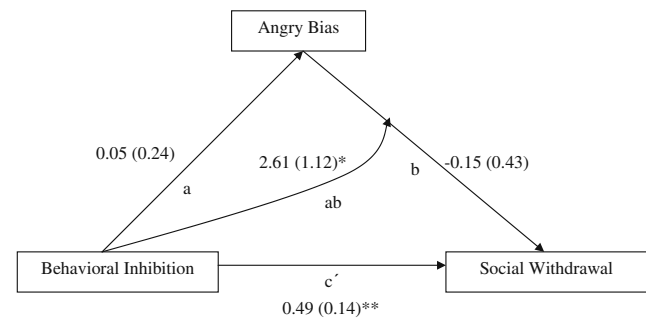 Angry Bias
0.05 (0.24)
2.61 (1.12)*
-0.15 (0.43)
b
a
ab
Behavioral Inhibition
Social Withdrawal
c´
0.49 (0.14)**